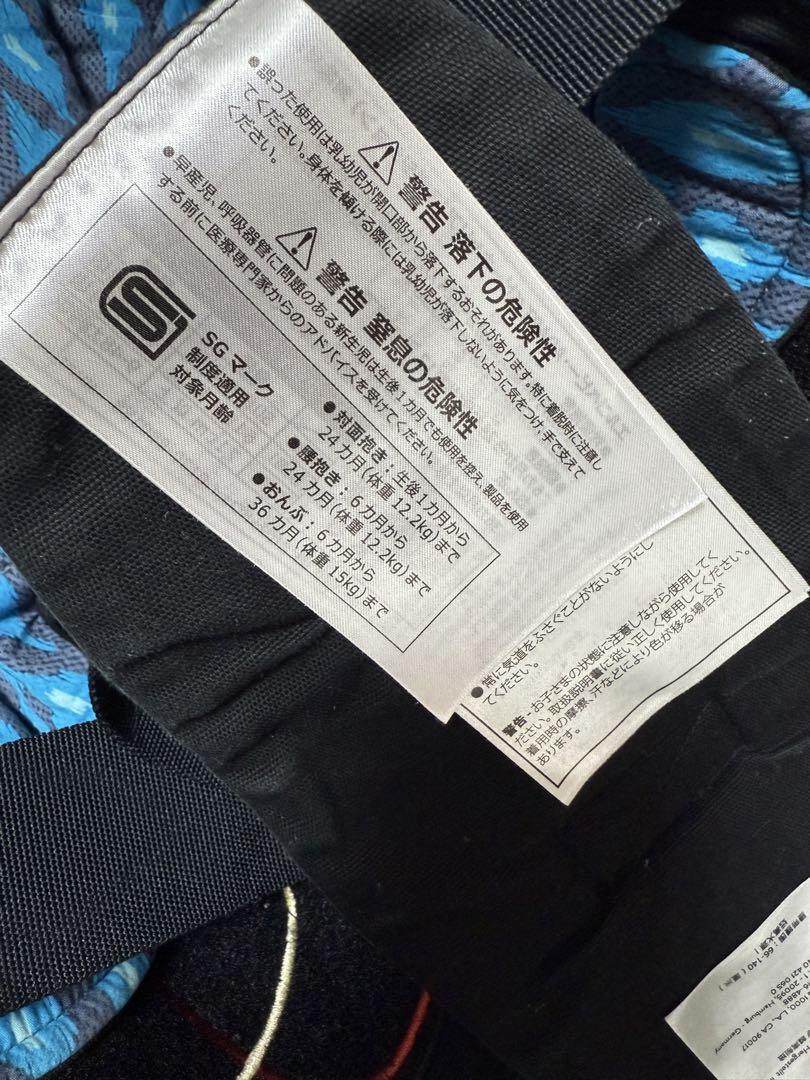 警告 落下の危険性
●誤った使用は乳幼児が開口部から落下するおそれがあります。特に着脱時に注意し
てください。身体を傾ける際には乳幼児が落下しないように気をつけ、手で支えて
ください。
警告 窒息の危険性
●早産児、呼吸器管に問題のある新生児は生後1カ月でも使用を控え、製品を使用
する前に医療専門家からのアドバイスを受けてください。
SG マーク
制度適用
対象月齢
●対面抱き：生後1カ月から
24カ月(体重12.2kg)まで
●腰抱き：6カ月から
24カ月(体重12.2kg)まで
●おんぶ：6カ月から
36カ月(体重15kg)まで
●常に気道をふさぐことがないようにし
てください。
警告：お子さまの状態に注意しながら使用してく
ださい。取扱説明書に従い正しく使用してください。
着用時の摩擦、汗などにより色が移る場合が
あります。
66-140
20095, Hamburg - Germany
1000, LA, CA 90017
Hergestellt